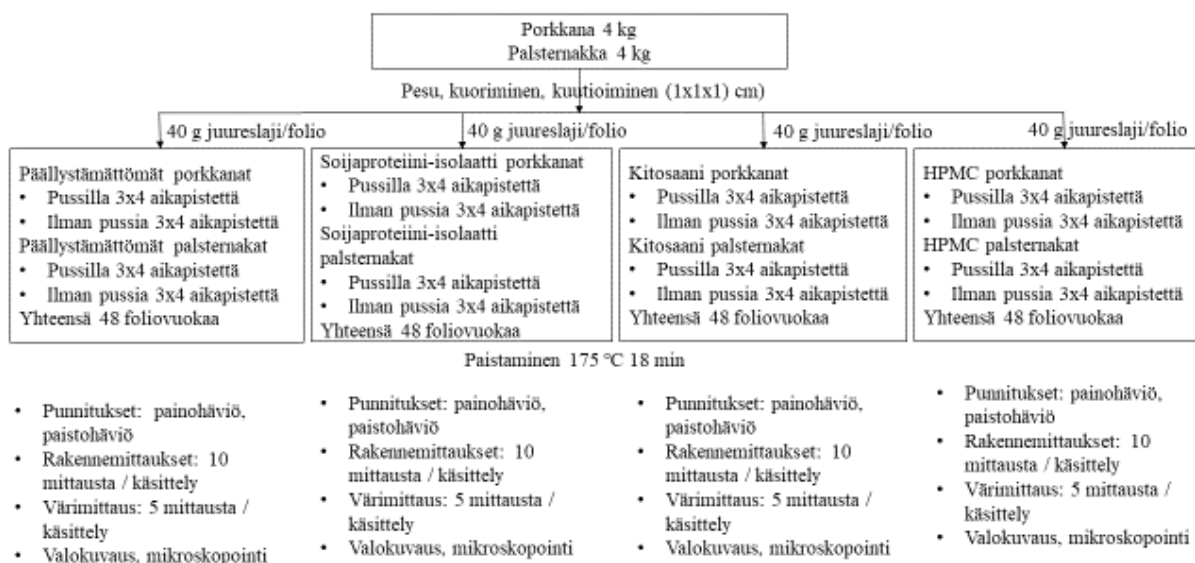 Porkkana 4 kg
Palsternakka 4 kg
Pesu, kuoriminen, kuutioiminen (1x1x1) cm)
40 g juureslaji/folio
40 g juureslaji/folio
40 g juureslaji/folio
40 g juureslaji/folio
Päällystämättömät porkkanat
• Pussilla 3x4 aikapistettä
• Ilman pussia 3x4 aikapistettä
Päällystämättömät palsternakat
• Pussilla 3x4 aikapistettä
• Ilman pussia 3x4 aikapistettä
Yhteensä 48 foliovuokaa
Soijaproteiini-isolaatti porkkanat
• Pussilla 3x4 aikapistettä
• Ilman pussia 3x4 aikapistettä
Soijaproteiini-isolaatti
palsternakat
• Pussilla 3x4 aikapistettä
• Ilman pussia 3x4 aikapistettä
Yhteensä 48 foliovuokaa
Kitosaani porkkanat
• Pussilla 3x4 aikapistettä
• Ilman pussia 3x4 aikapistettä
Kitosaani palsternakat
• Pussilla 3x4 aikapistettä
• Ilman pussia 3x4 aikapistettä
Yhteensä 48 foliovuokaa
HPMC porkkanat
• Pussilla 3x4 aikapistettä
• Ilman pussia 3x4 aikapistettä
HPMC palsternakat
• Pussilla 3x4 aikapistettä
• Ilman pussia 3x4 aikapistettä
Yhteensä 48 foliovuokaa
Paistaminen 175 °C 18 min
• Punnitukset: painohäviö,
paistohäviö
• Rakennemittaukset: 10
mittausta / käsittely
• Värimittaus: 5 mittausta /
käsittely
• Valokuvaus, mikroskopointi
• Punnitukset: painohäviö,
paistohäviö
• Rakennemittaukset: 10
mittausta / käsittely
• Värimittaus: 5 mittausta /
käsittely
• Valokuvaus, mikroskopointi
• Punnitukset: painohäviö,
paistohäviö
• Rakennemittaukset: 10
mittausta / käsittely
• Värimittaus: 5 mittausta /
käsittely
• Valokuvaus, mikroskopointi
• Punnitukset: painohäviö,
paistohäviö
• Rakennemittaukset: 10
mittausta / käsittely
• Värimittaus: 5 mittausta /
käsittely
• Valokuvaus, mikroskopointi